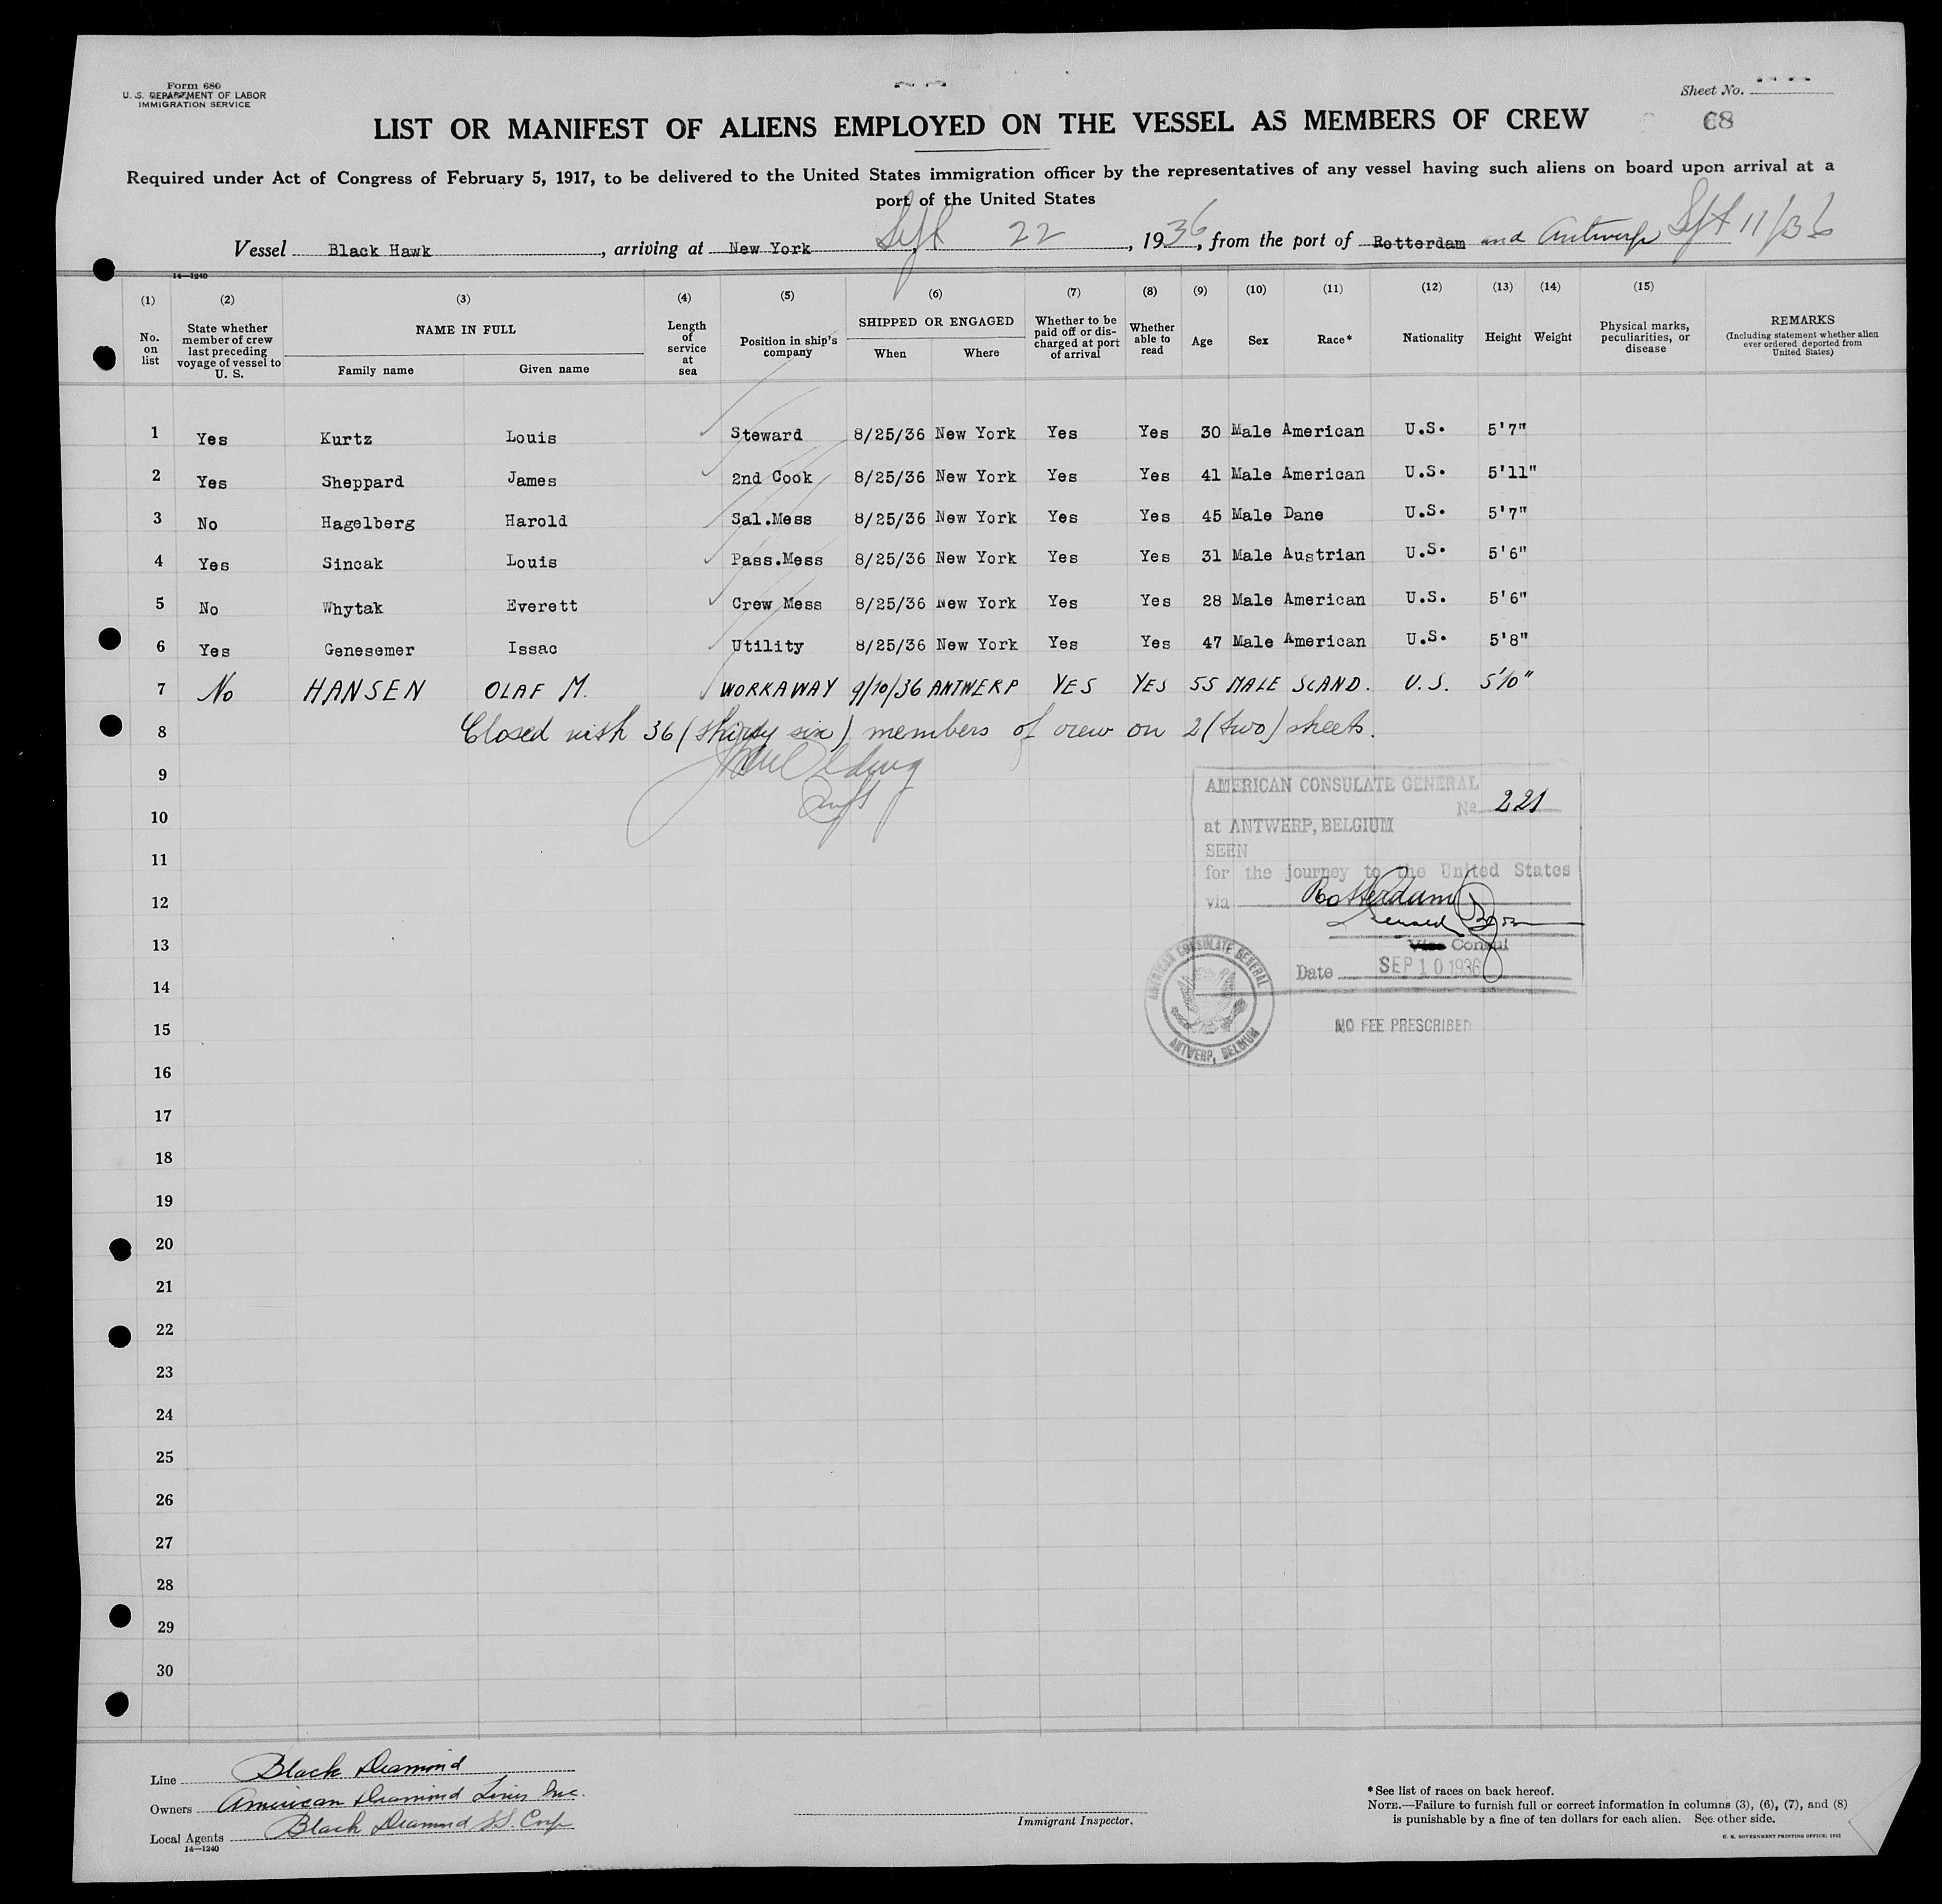 Form 680
U. S. DEPARTMENT OF LABOR
IMMIGRATION SERVICE
Sheet No.
68
LIST OR MANIFEST OF ALIENS EMPLOYED ON THE VESSEL AS MEMBERS OF CREW
Required under Act of Congress of February 5, 1917, to be delivered to the United States immigration officer by the representatives of any vessel having such aliens on board upon arrival at a
port of the United States
Vessel Black Hawk, arriving at New York Sept 22, 1936, from the port of Rotterdam and Antwerp Sept 11/36
14—1240
(1) (2) (3) (4) (5) (6) (7) (8) (9) (10) (11) (12) (13) (14) (15)
No. on list
State whether member of crew last preceding voyage of vessel to U. S.
NAME IN FULL
Family name Given name
Length of service at sea
Position in ship's company
SHIPPED OR ENGAGED
When Where
Whether to be paid off or discharged at port of arrival
Whether able to read
Age Sex Race* Nationality Height Weight
Physical marks, peculiarities, or disease
REMARKS
(Including statement whether alien ever ordered deported from United States)
1 Yes Kurtz Louis Steward 8/25/36 New York Yes Yes 30 Male American U.S. 5'7"
2 Yes Sheppard James 2nd Cook 8/25/36 New York Yes Yes 41 Male American U.S. 5'11"
3 No Hagelberg Harold Sal.Mess 8/25/36 New York Yes Yes 45 Male Dane U.S. 5'7"
4 Yes Sincak Louis Pass.Mess 8/25/36 New York Yes Yes 31 Male Austrian U.S. 5'6"
5 No Whytak Everett Crew Mess 8/25/36 New York Yes Yes 28 Male American U.S. 5'6"
6 Yes Genesemer Issac Utility 8/25/36 New York Yes Yes 47 Male American U.S. 5'8"
7 No HANSEN OLAF M. WORKAWAY 9/10/36 ANTWERP YES YES 55 MALE SCAND. U.S. 5'10"
8 Closed with 36 (thirty six) members of crew on 2 (two) sheets.
9
10
11
12
13
14
15
16
17
18
19
20
21
22
23
24
25
26
27
28
29
30
AMERICAN CONSULATE GENERAL
No. 221
at ANTWERP, BELGIUM
SEEN
for the journey to the United States
via Rotterdam
Vice Consul
Date SEP 10 1936
AMERICAN CONSULATE GENERAL
ANTWERP, BELGIUM
NO FEE PRESCRIBED
Line Black Diamond
Owners American Diamond Lines Inc.
Local Agents Black Diamond S.S. Corp
14—1240
Immigrant Inspector.
* See list of races on back hereof.
NOTE.—Failure to furnish full or correct information in columns (3), (6), (7), and (8)
is punishable by a fine of ten dollars for each alien. See other side.